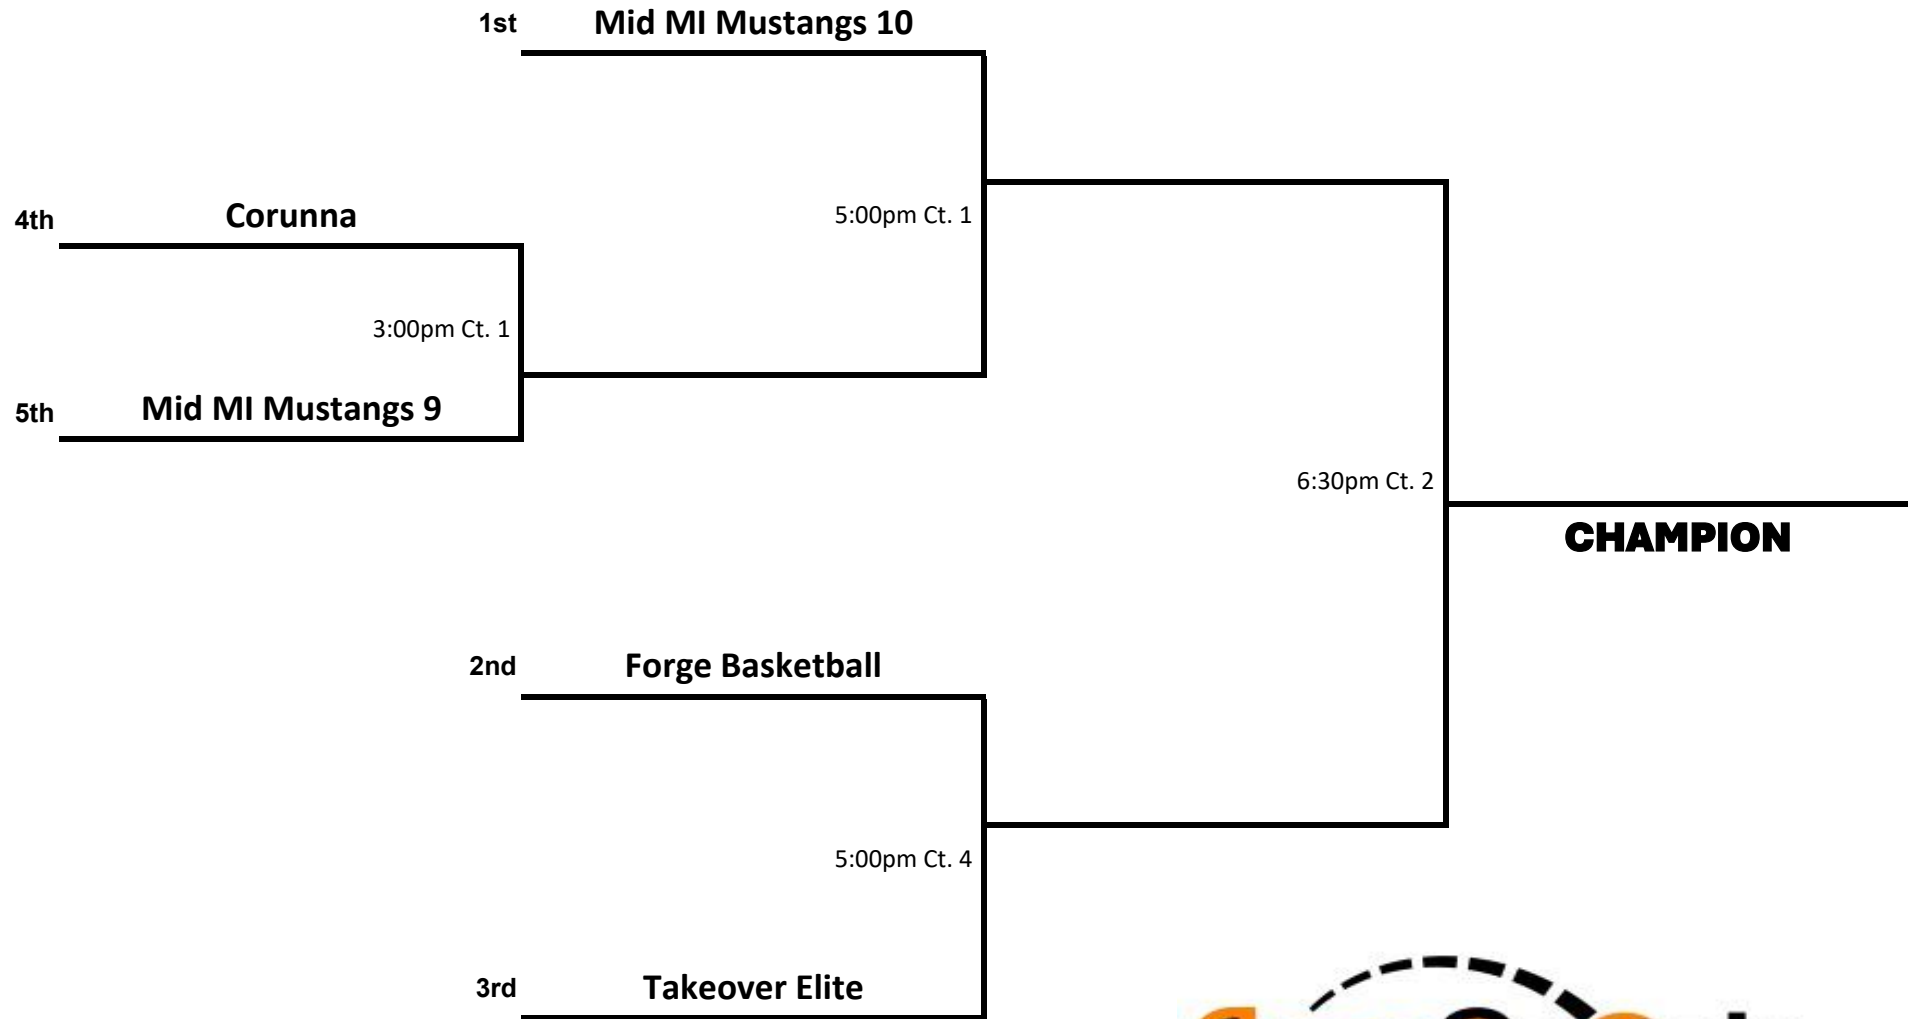 1st Mid MI Mustangs 10
4th Corunna
5:00pm Ct. 1
3:00pm Ct. 1
5th Mid MI Mustangs 9
6:30pm Ct. 2
CHAMPION
2nd Forge Basketball
5:00pm Ct. 4
3rd Takeover Elite